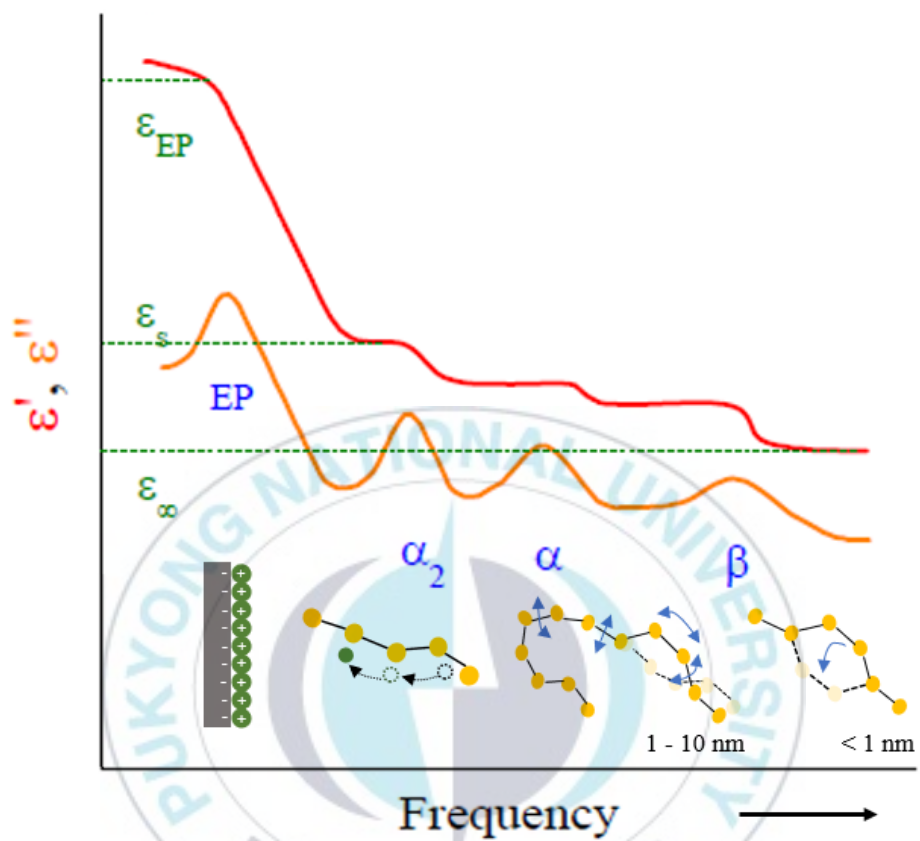 ε_EP
ε_s
ε', ε''
EP
ε_∞
α_2
α
β
- + 
- +
- +
- +
- +
- +
- +
- +
- +
1 - 10 nm
< 1 nm
PUKYONG NATIONAL UNIVERSITY
Frequency